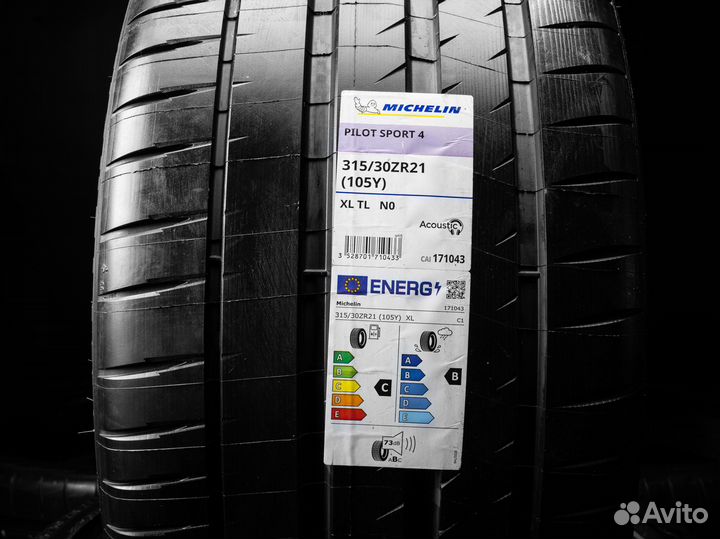 MICHELIN
PILOT SPORT 4
315/30ZR21
(105Y)
XL TL N0
Acoustic
3 528701 710433
CAI 171043
ENERG
Michelin 171043
315/30ZR21 (105Y) XL C1
A
B
C
D
E
C
A
B
C
D
E
B
73dB
ABC
Avito